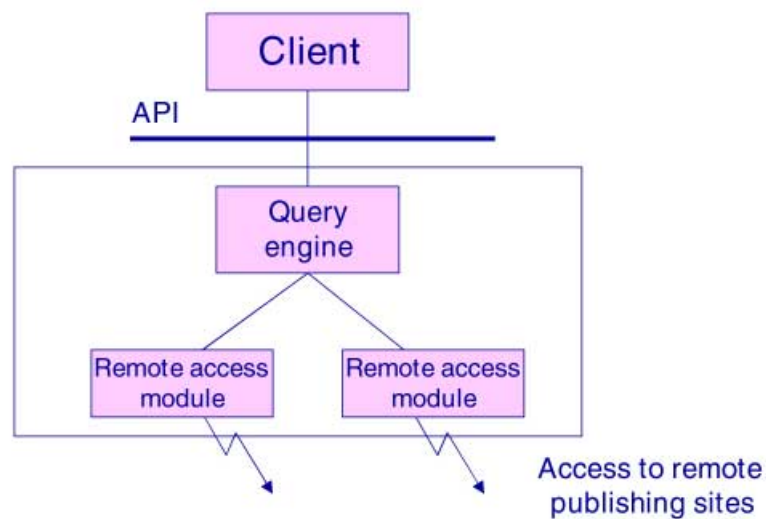 Client
API
Query
engine
Remote access
module
Remote access
module
Access to remote
publishing sites